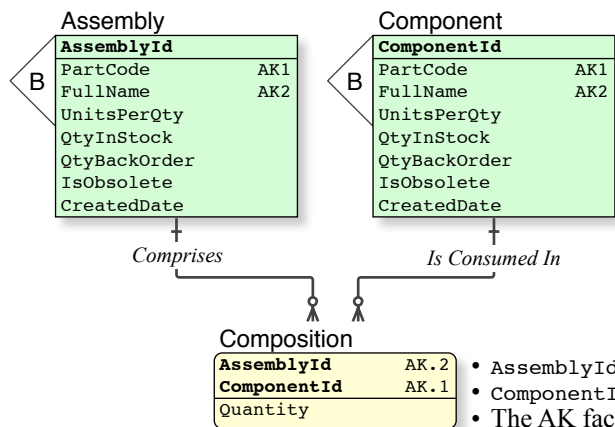 Assembly
AssemblyId
B
PartCode AK1
FullName AK2
UnitsPerQty
QtyInStock
QtyBackOrder
IsObsolete
CreatedDate
Component
ComponentId
B
PartCode AK1
FullName AK2
UnitsPerQty
QtyInStock
QtyBackOrder
IsObsolete
CreatedDate
Comprises
Is Consumed In
Composition
AssemblyId AK.2
ComponentId AK.1
Quantity
• AssemblyId
• ComponentI
• The AK fac